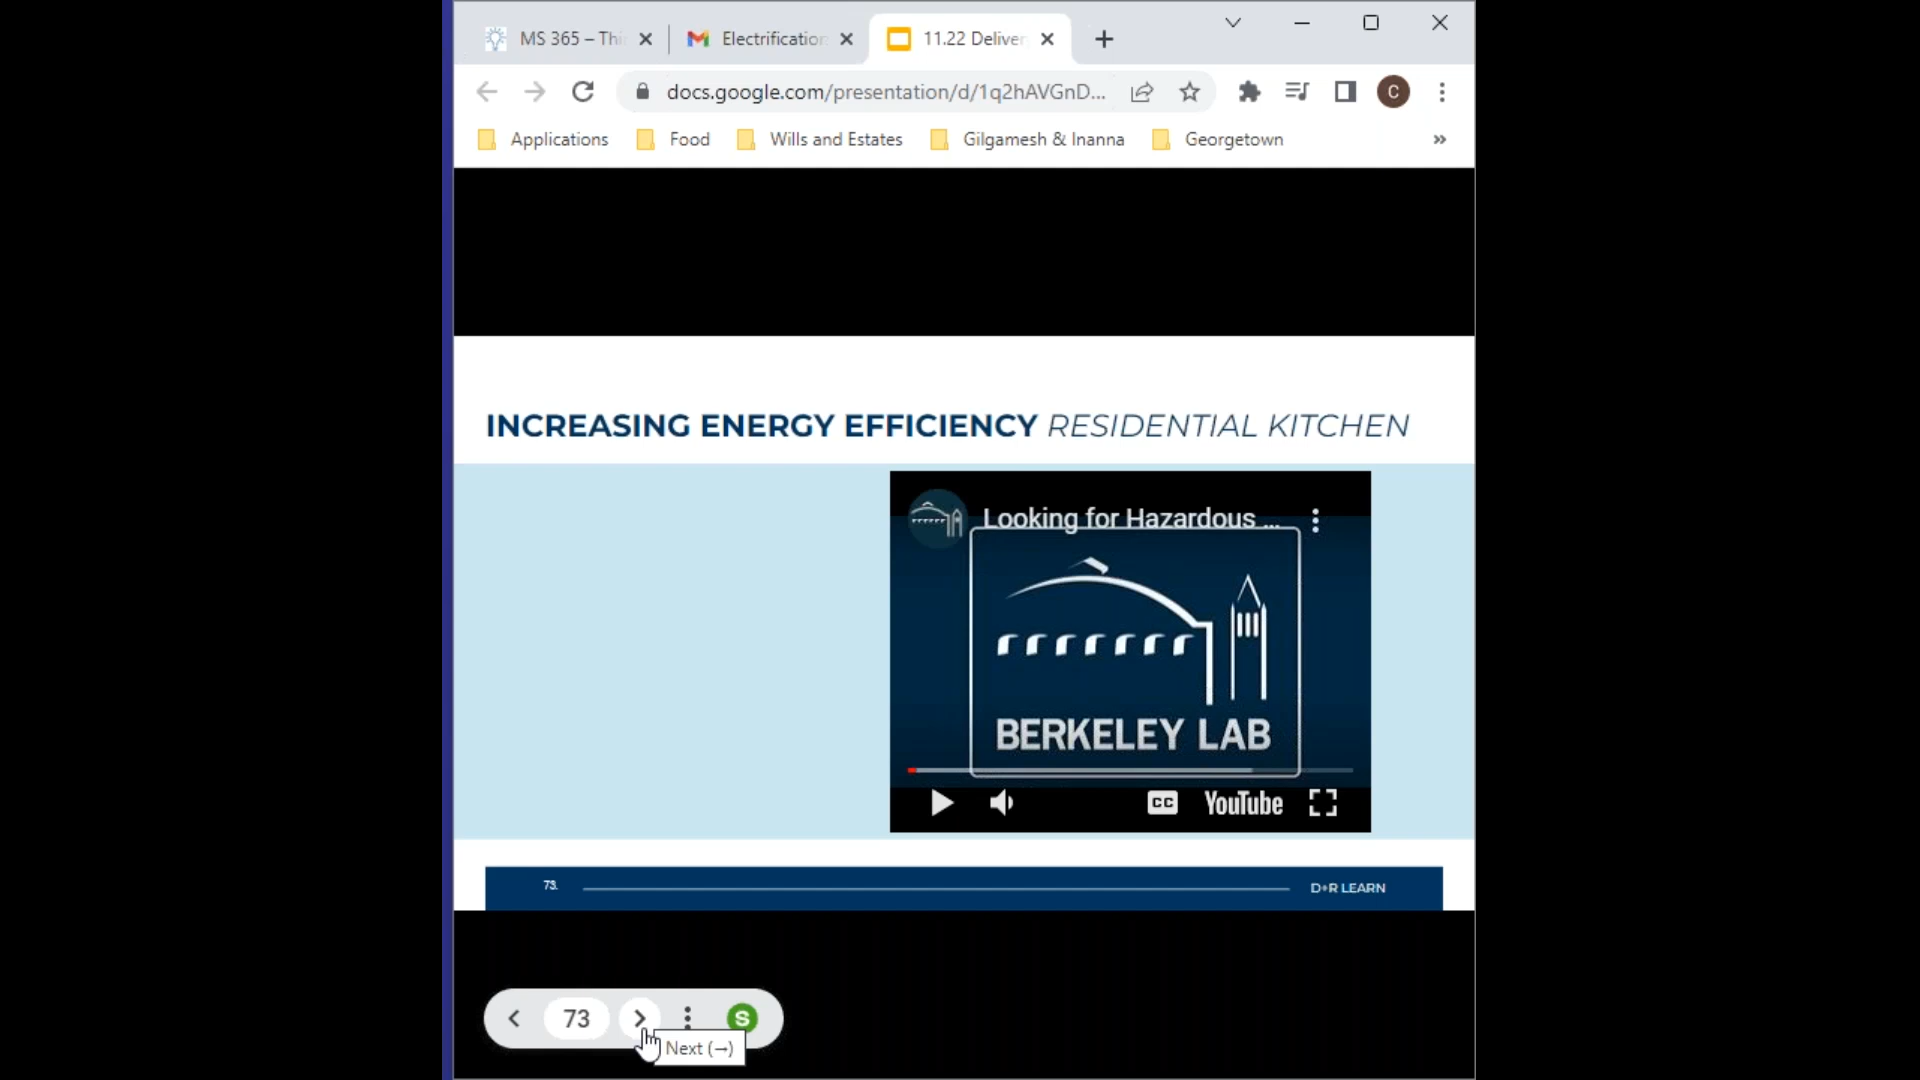 MS 365 – Thi
Electrification
11.22 Deliver
docs.google.com/presentation/d/1q2hAVGnD...
C
Applications
Food
Wills and Estates
Gilgamesh & Inanna
Georgetown
»
INCREASING ENERGY EFFICIENCY RESIDENTIAL KITCHEN
Looking for Hazardous ...
BERKELEY LAB
CC
YouTube
73.
D+R LEARN
73
S
Next (→)